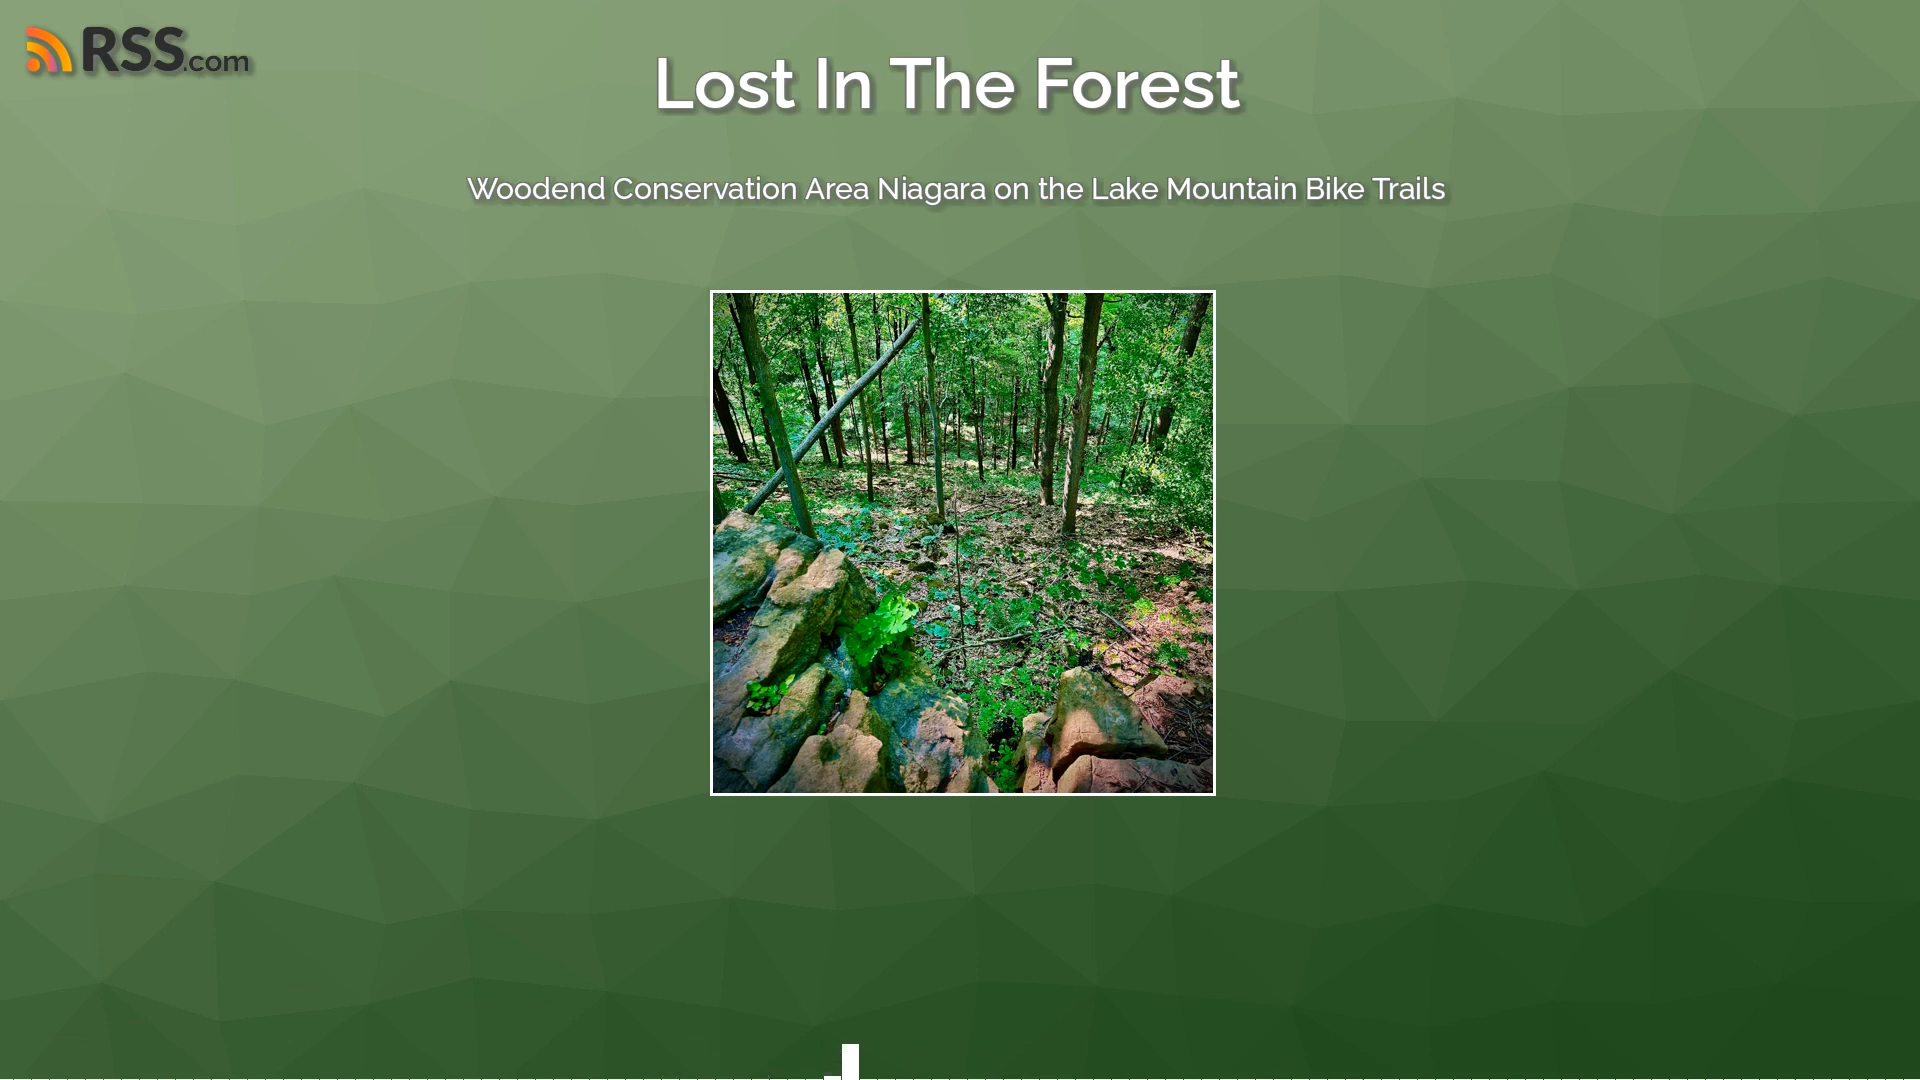 RSS.com
Lost In The Forest
Woodend Conservation Area Niagara on the Lake Mountain Bike Trails